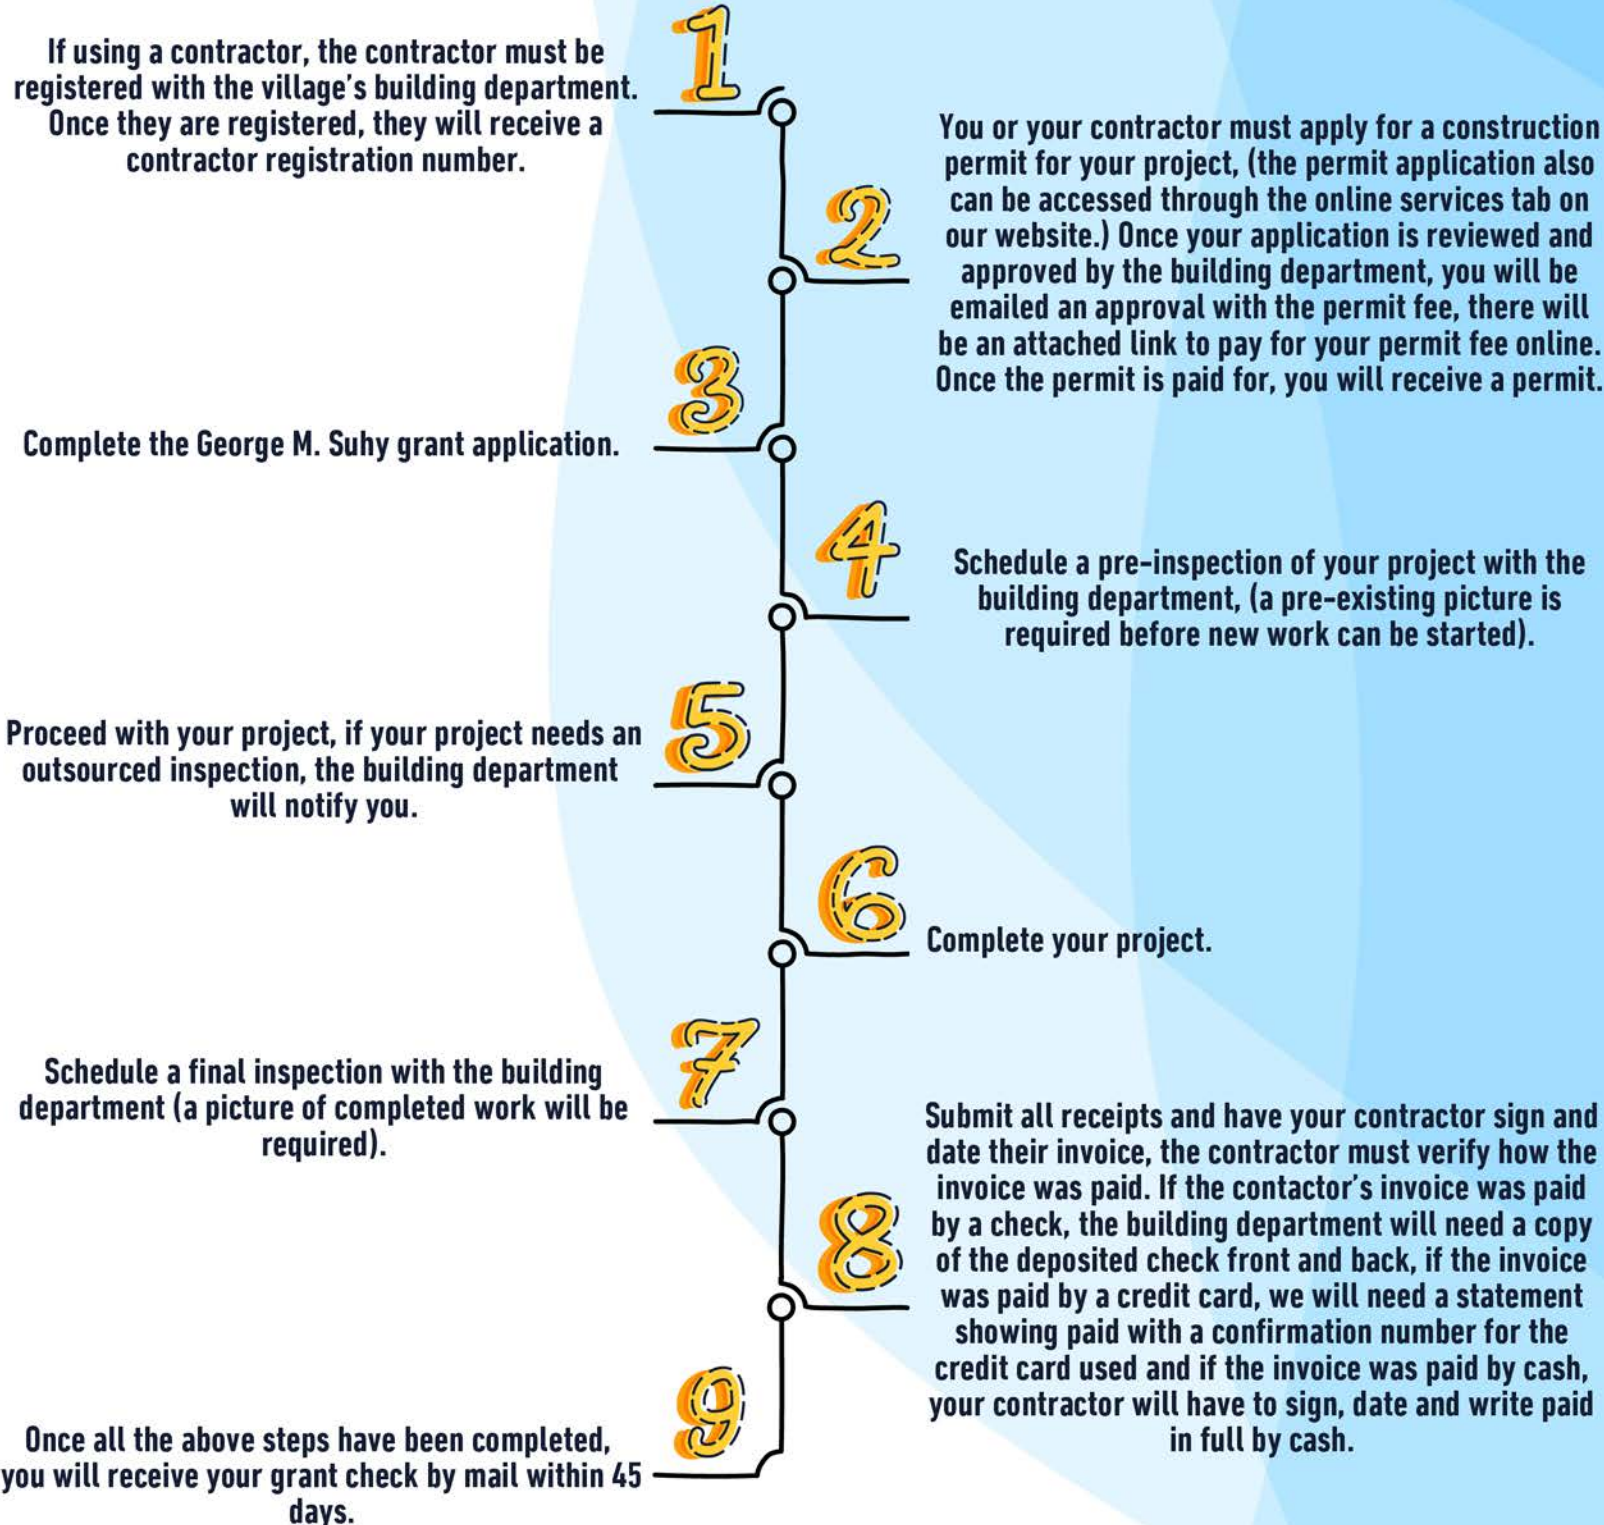 1
If using a contractor, the contractor must be
registered with the village's building department.
Once they are registered, they will receive a
contractor registration number.
2
You or your contractor must apply for a construction
permit for your project, (the permit application also
can be accessed through the online services tab on
our website.) Once your application is reviewed and
approved by the building department, you will be
emailed an approval with the permit fee, there will
be an attached link to pay for your permit fee online.
Once the permit is paid for, you will receive a permit.
3
Complete the George M. Suhy grant application.
4
Schedule a pre-inspection of your project with the
building department, (a pre-existing picture is
required before new work can be started).
5
Proceed with your project, if your project needs an
outsourced inspection, the building department
will notify you.
6
Complete your project.
7
Schedule a final inspection with the building
department (a picture of completed work will be
required).
8
Submit all receipts and have your contractor sign and
date their invoice, the contractor must verify how the
invoice was paid. If the contactor's invoice was paid
by a check, the building department will need a copy
of the deposited check front and back, if the invoice
was paid by a credit card, we will need a statement
showing paid with a confirmation number for the
credit card used and if the invoice was paid by cash,
your contractor will have to sign, date and write paid
in full by cash.
9
Once all the above steps have been completed,
you will receive your grant check by mail within 45
days.